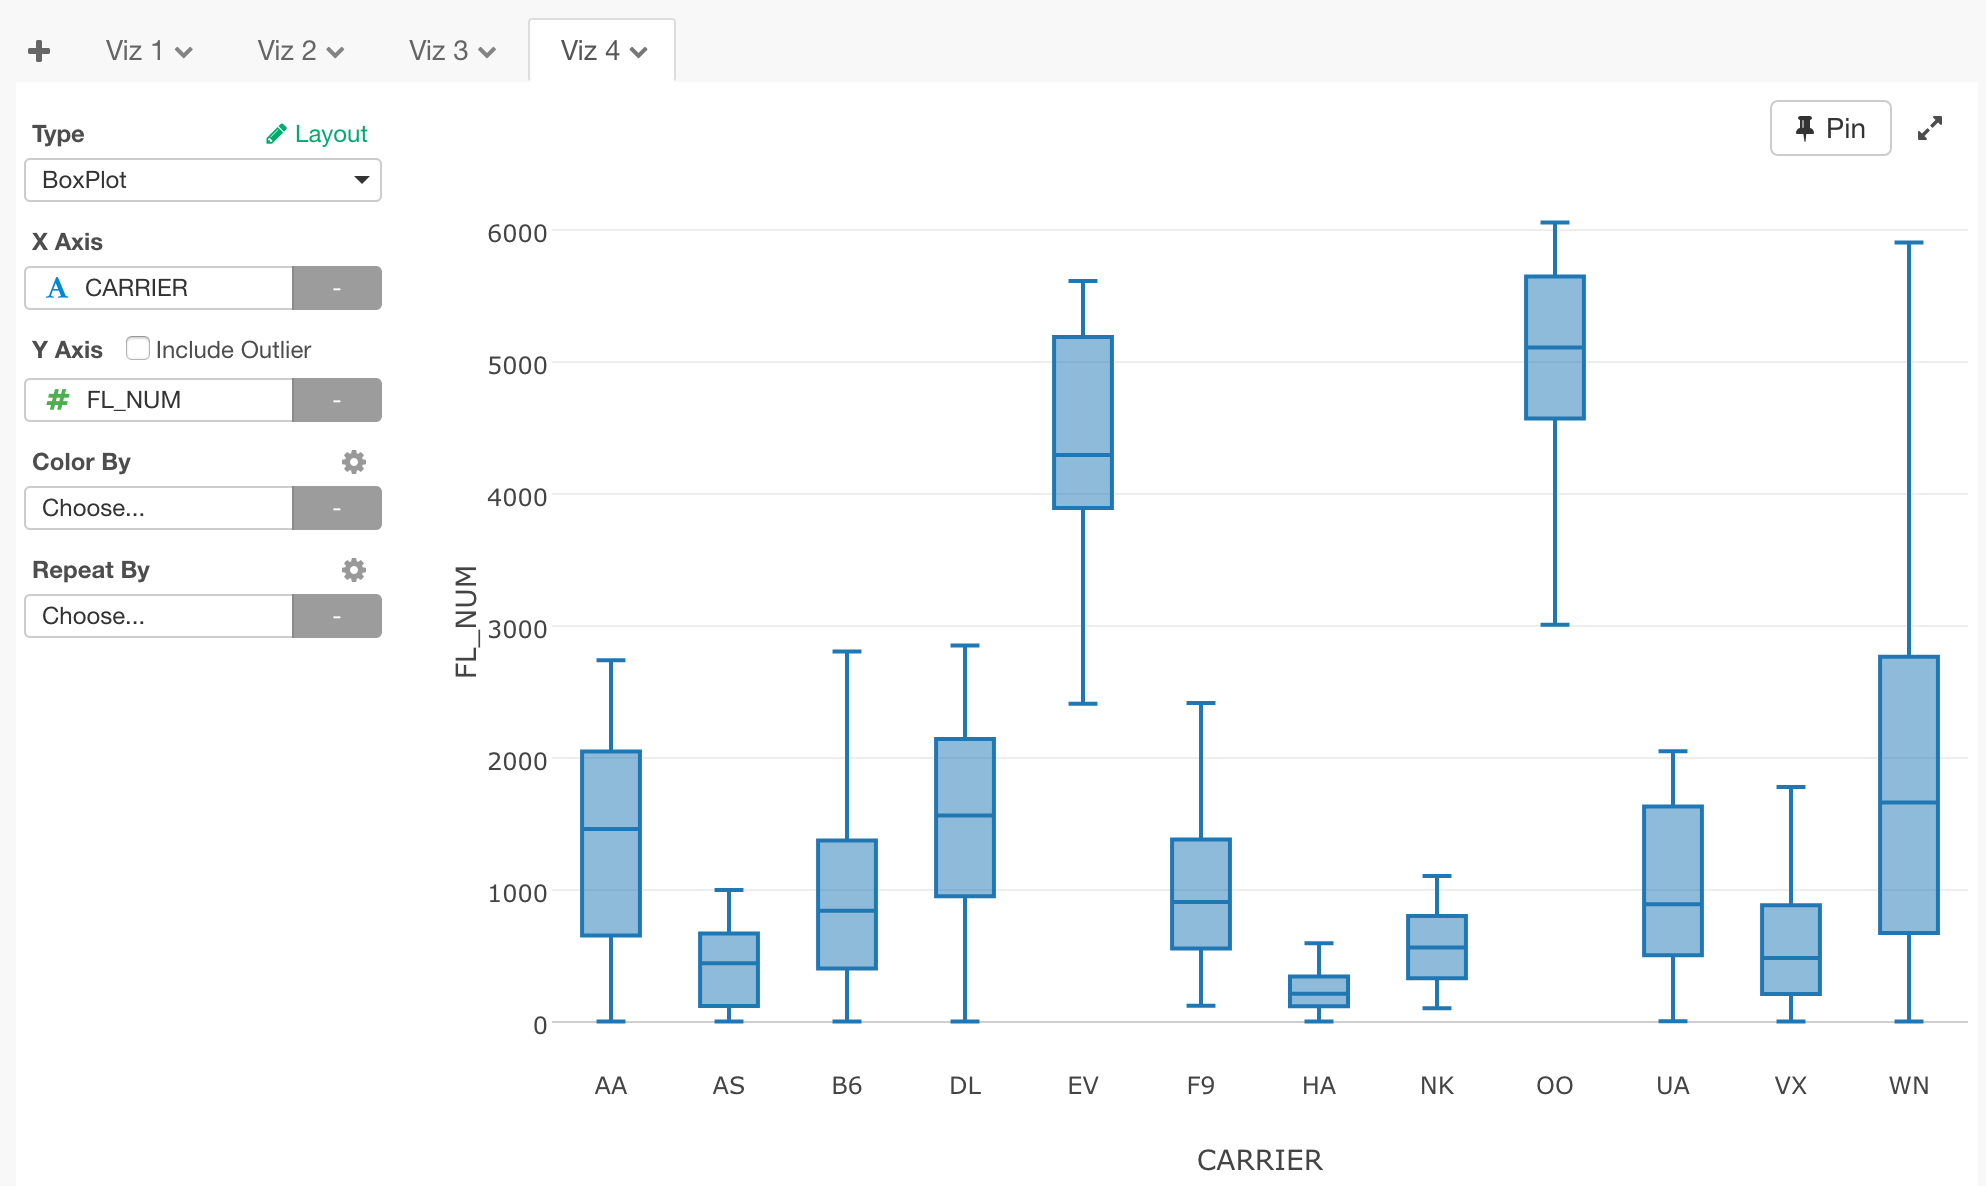 Viz 1
Viz 2
Viz 3
Viz 4
Type
Layout
BoxPlot
X Axis
A CARRIER
-
Y Axis
Include Outlier
# FL_NUM
-
Color By
Choose...
-
Repeat By
Choose...
-
Pin
FL_NUM
6000
5000
4000
3000
2000
1000
0
AA AS B6 DL EV F9 HA NK OO UA VX WN
CARRIER